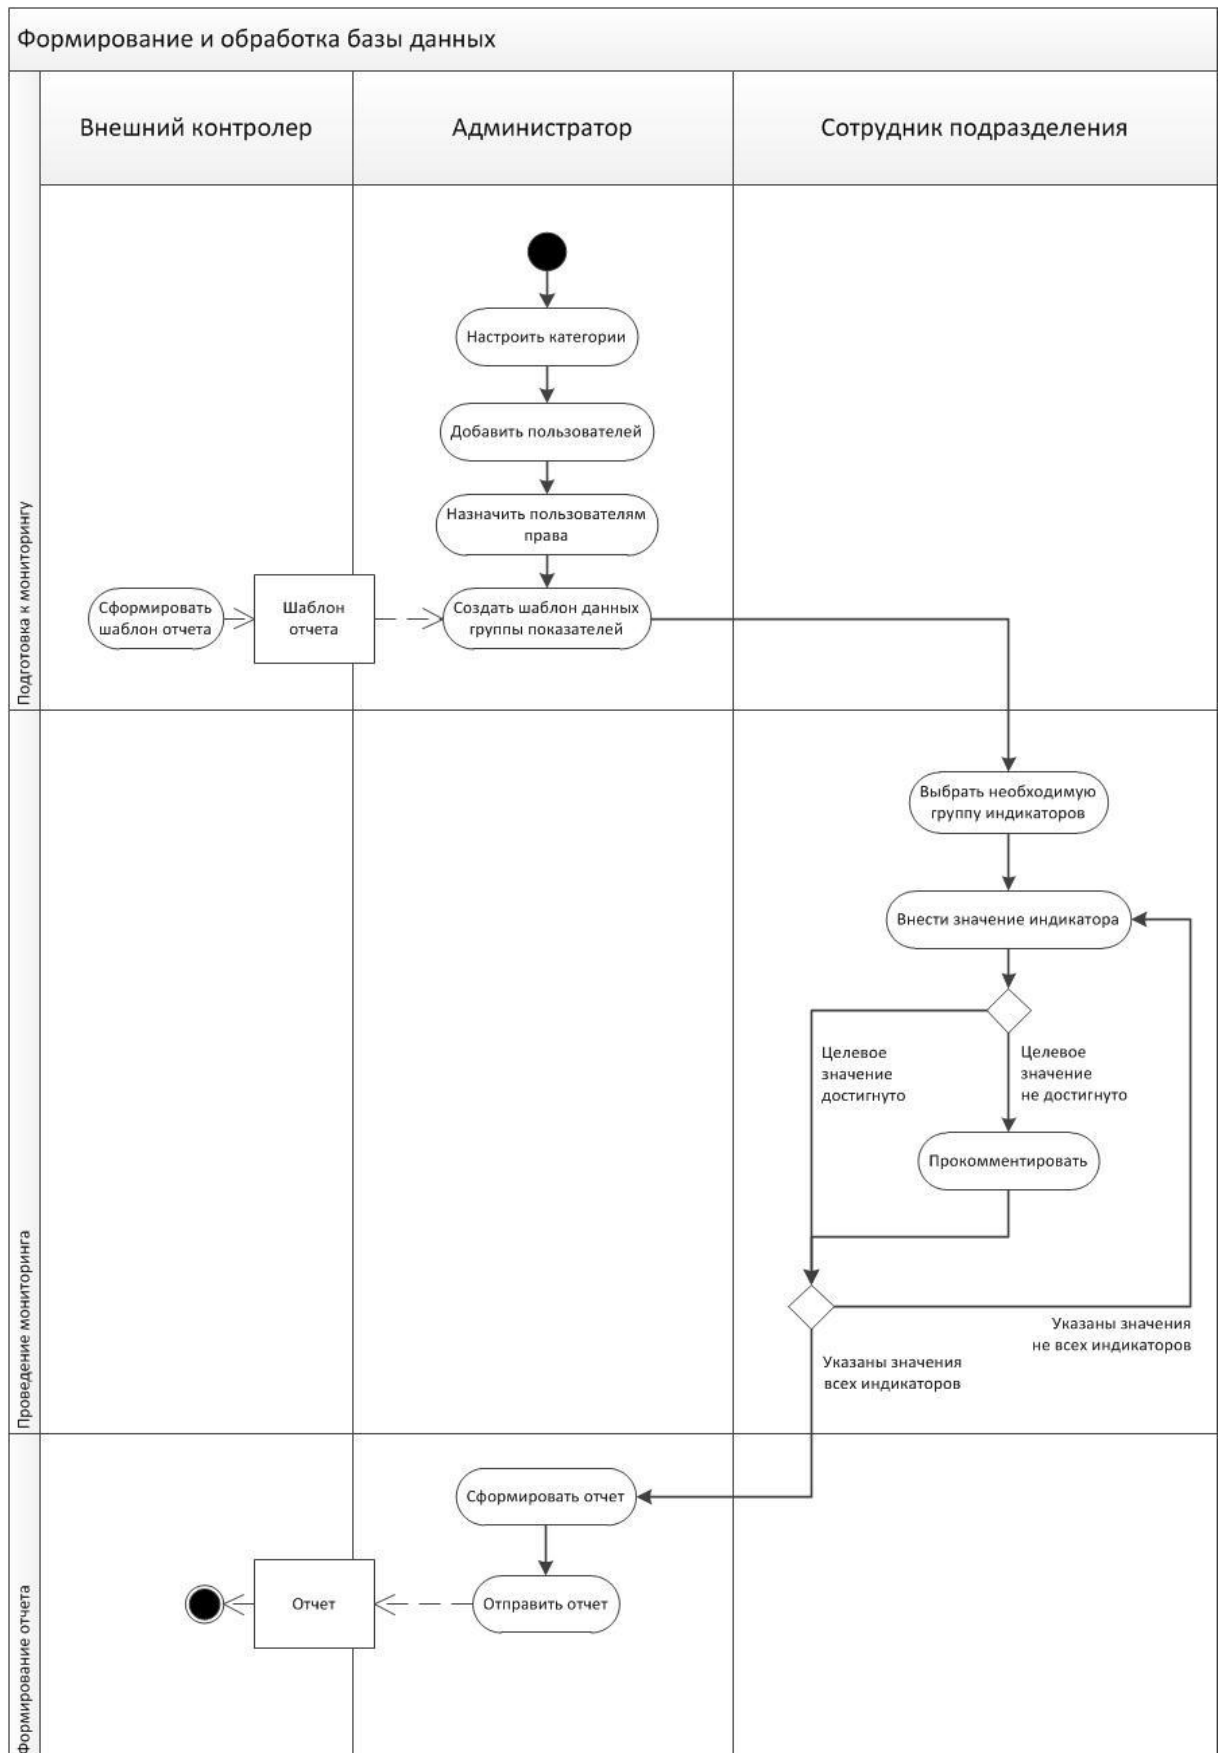 Формирование и обработка базы данных
Внешний контролер
Администратор
Сотрудник подразделения
Подготовка к мониторингу
Настроить категории
Добавить пользователей
Назначить пользователям
права
Сформировать
шаблон отчета
Шаблон
отчета
Создать шаблон данных
группы показателей
Проведение мониторинга
Выбрать необходимую
группу индикаторов
Внести значение индикатора
Целевое
значение
достигнуто
Целевое
значение
не достигнуто
Прокомментировать
Указаны значения
не всех индикаторов
Указаны значения
всех индикаторов
Формирование отчета
Сформировать отчет
Отчет
Отправить отчет